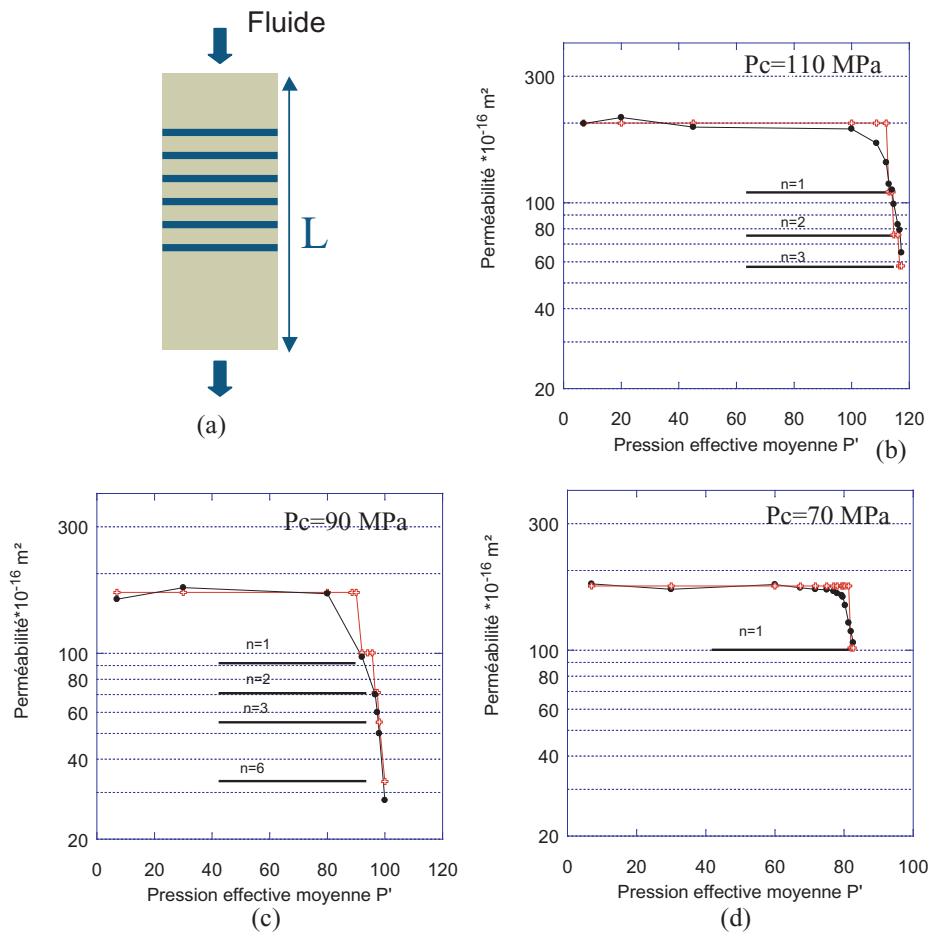 Fluide
L
(a)
Pc=110 MPa
Perméabilité *10⁻¹⁶ m²
300
100
80
60
40
20
n=1
n=2
n=3
0 20 40 60 80 100 120
Pression effective moyenne P'
(b)
Pc=90 MPa
Perméabilité*10⁻¹⁶ m²
300
100
80
60
40
20
n=1
n=2
n=3
n=6
0 20 40 60 80 100 120
Pression effective moyenne P'
(c)
Pc=70 MPa
Perméabilité *10⁻¹⁶ m²
300
100
80
60
40
20
n=1
0 20 40 60 80 100
Pression effective moyenne P'
(d)